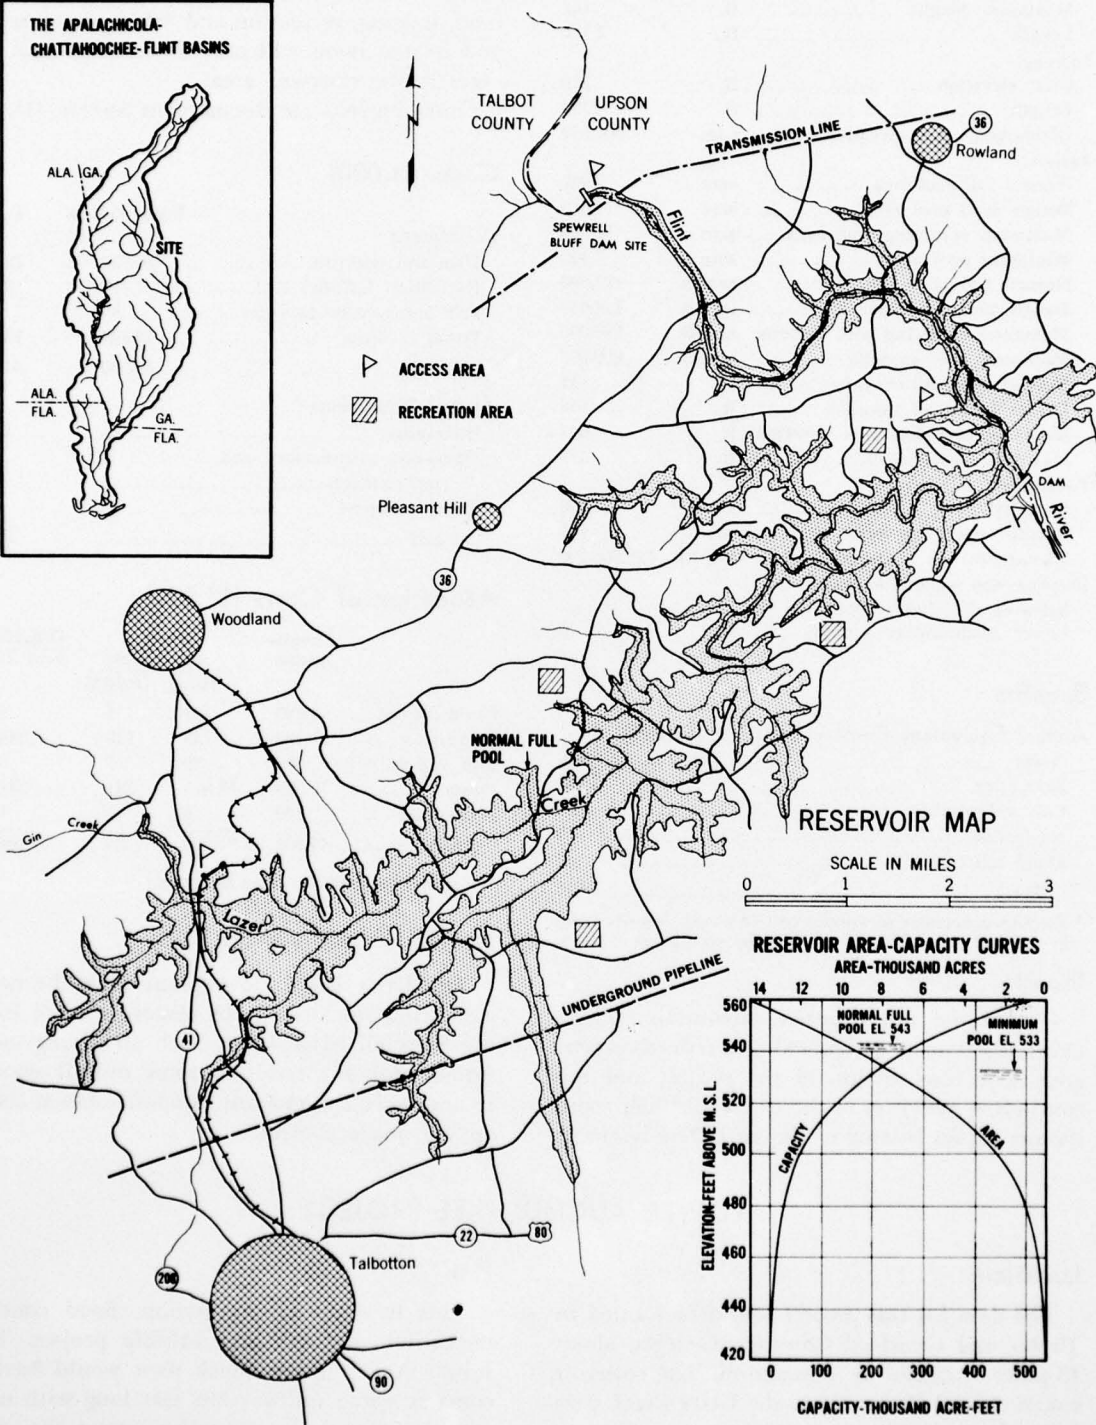 THE APALACHICOLA-
CHATTAHOOCHEE-FLINT BASINS
ALA. GA.
SITE
ALA.
FLA.
GA.
FLA.
N
TALBOT
COUNTY
UPSON
COUNTY
TRANSMISSION LINE
36
Rowland
SPEWRELL
BLUFF DAM SITE
Flint
ACCESS AREA
RECREATION AREA
Pleasant Hill
DAM
River
36
Woodland
NORMAL FULL
POOL
Creek
Gin Creek
Lazer
41
UNDERGROUND PIPELINE
22
80
Talbotton
208
90
RESERVOIR MAP
SCALE IN MILES
0 1 2 3
RESERVOIR AREA-CAPACITY CURVES
AREA-THOUSAND ACRES
14 12 10 8 6 4 2 0
560
NORMAL FULL
POOL EL. 543
MINIMUM
POOL EL. 533
540
520
500
480
460
440
420
ELEVATION-FEET ABOVE M.S.L.
CAPACITY
AREA
0 100 200 300 400 500
CAPACITY-THOUSAND ACRE-FEET